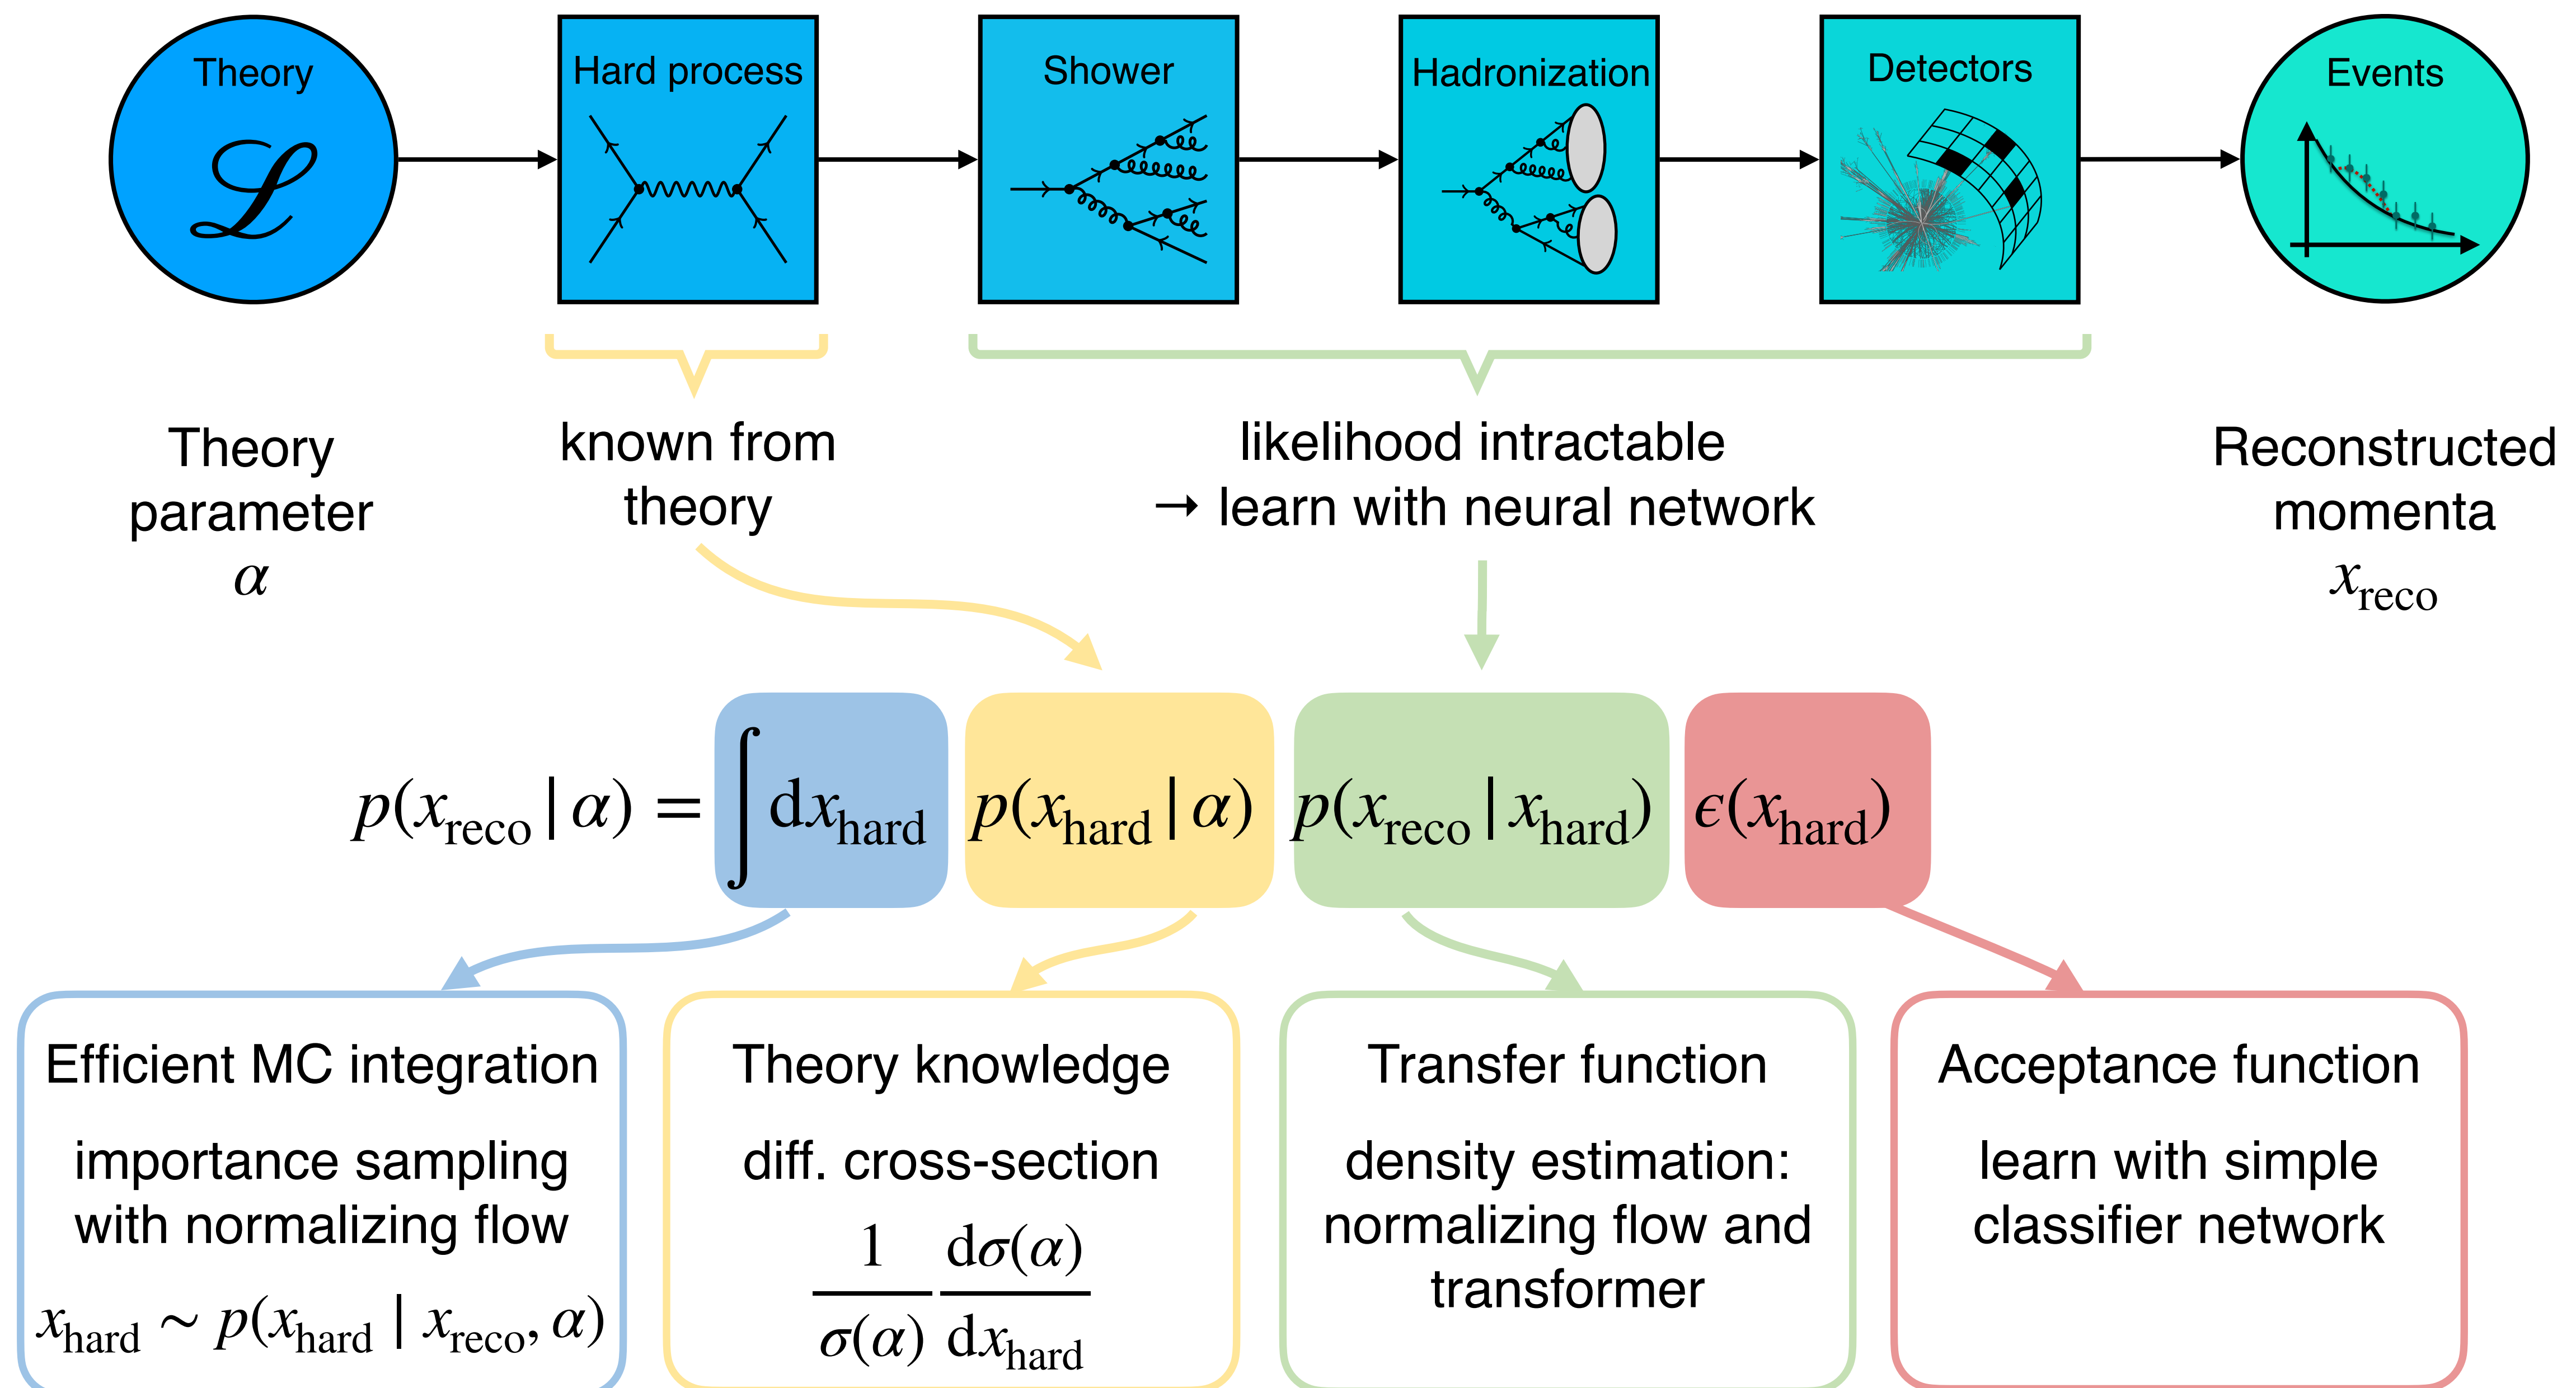 Theory
ℒ
Hard process
Shower
Hadronization
Detectors
Events
Theory
parameter
α
known from
theory
likelihood intractable
→ learn with neural network
Reconstructed
momenta
x_reco
p(x_reco | α) = ∫ dx_hard p(x_hard | α) p(x_reco | x_hard) ϵ(x_hard)
Efficient MC integration
importance sampling
with normalizing flow
x_hard ∼ p(x_hard | x_reco, α)
Theory knowledge
diff. cross-section
1 dσ(α)
σ(α) dx_hard
Transfer function
density estimation:
normalizing flow and
transformer
Acceptance function
learn with simple
classifier network